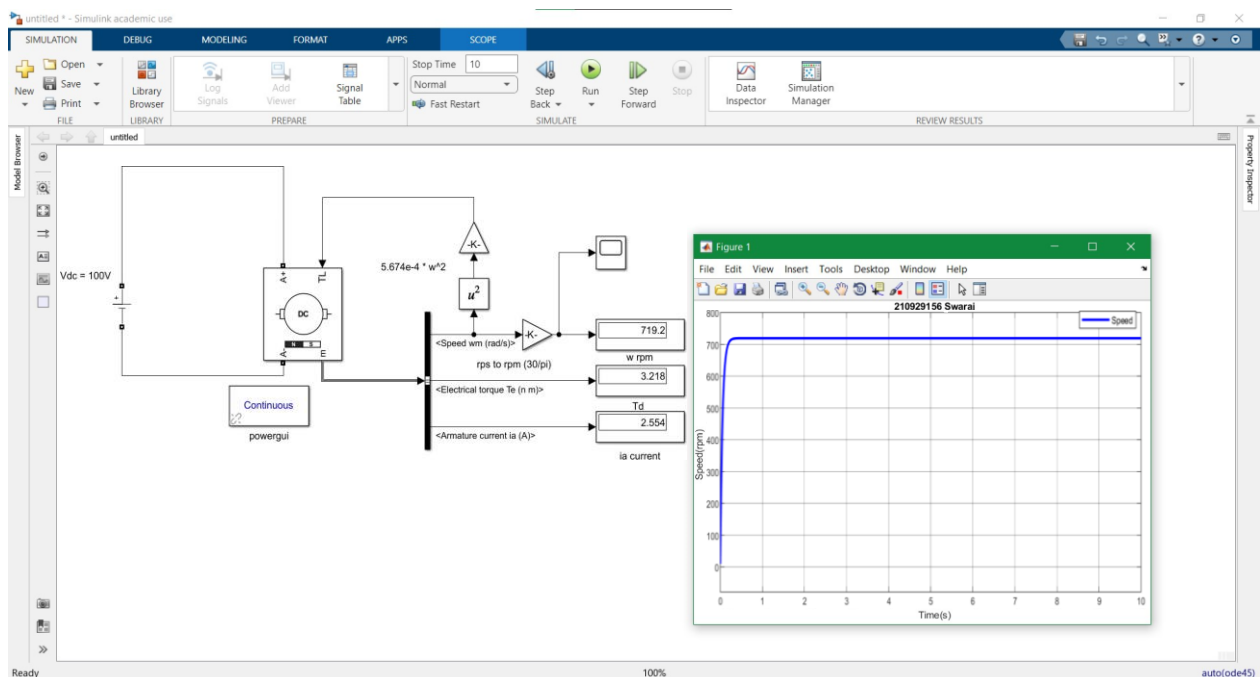 untitled * - Simulink academic use
SIMULATION DEBUG MODELING FORMAT APPS SCOPE
New
Open
Save
Print
FILE
Library Browser
LIBRARY
Log Signals
Add Viewer
Signal Table
PREPARE
Stop Time 10
Normal
Fast Restart
Step Back
Run
Step Forward
Stop
SIMULATE
Data Inspector
Simulation Manager
REVIEW RESULTS
Model Browser
untitled
Property Inspector
Vdc = 100V
+
A+
TL
DC
N S
A-
m
Continuous
powergui
5.674e-4 * w^2
-K-
u²
<Speed wm (rad/s)>
-K-
rps to rpm (30/pi)
719.2
w rpm
<Electrical torque Te (n m)>
3.218
Td
<Armature current ia (A)>
2.554
ia current
Figure 1
File Edit View Insert Tools Desktop Window Help
210929156 Swarai
Speed
800
700
600
500
400
300
200
100
0
Speed(rpm)
0 1 2 3 4 5 6 7 8 9 10
Time(s)
Ready
100%
auto(ode45)